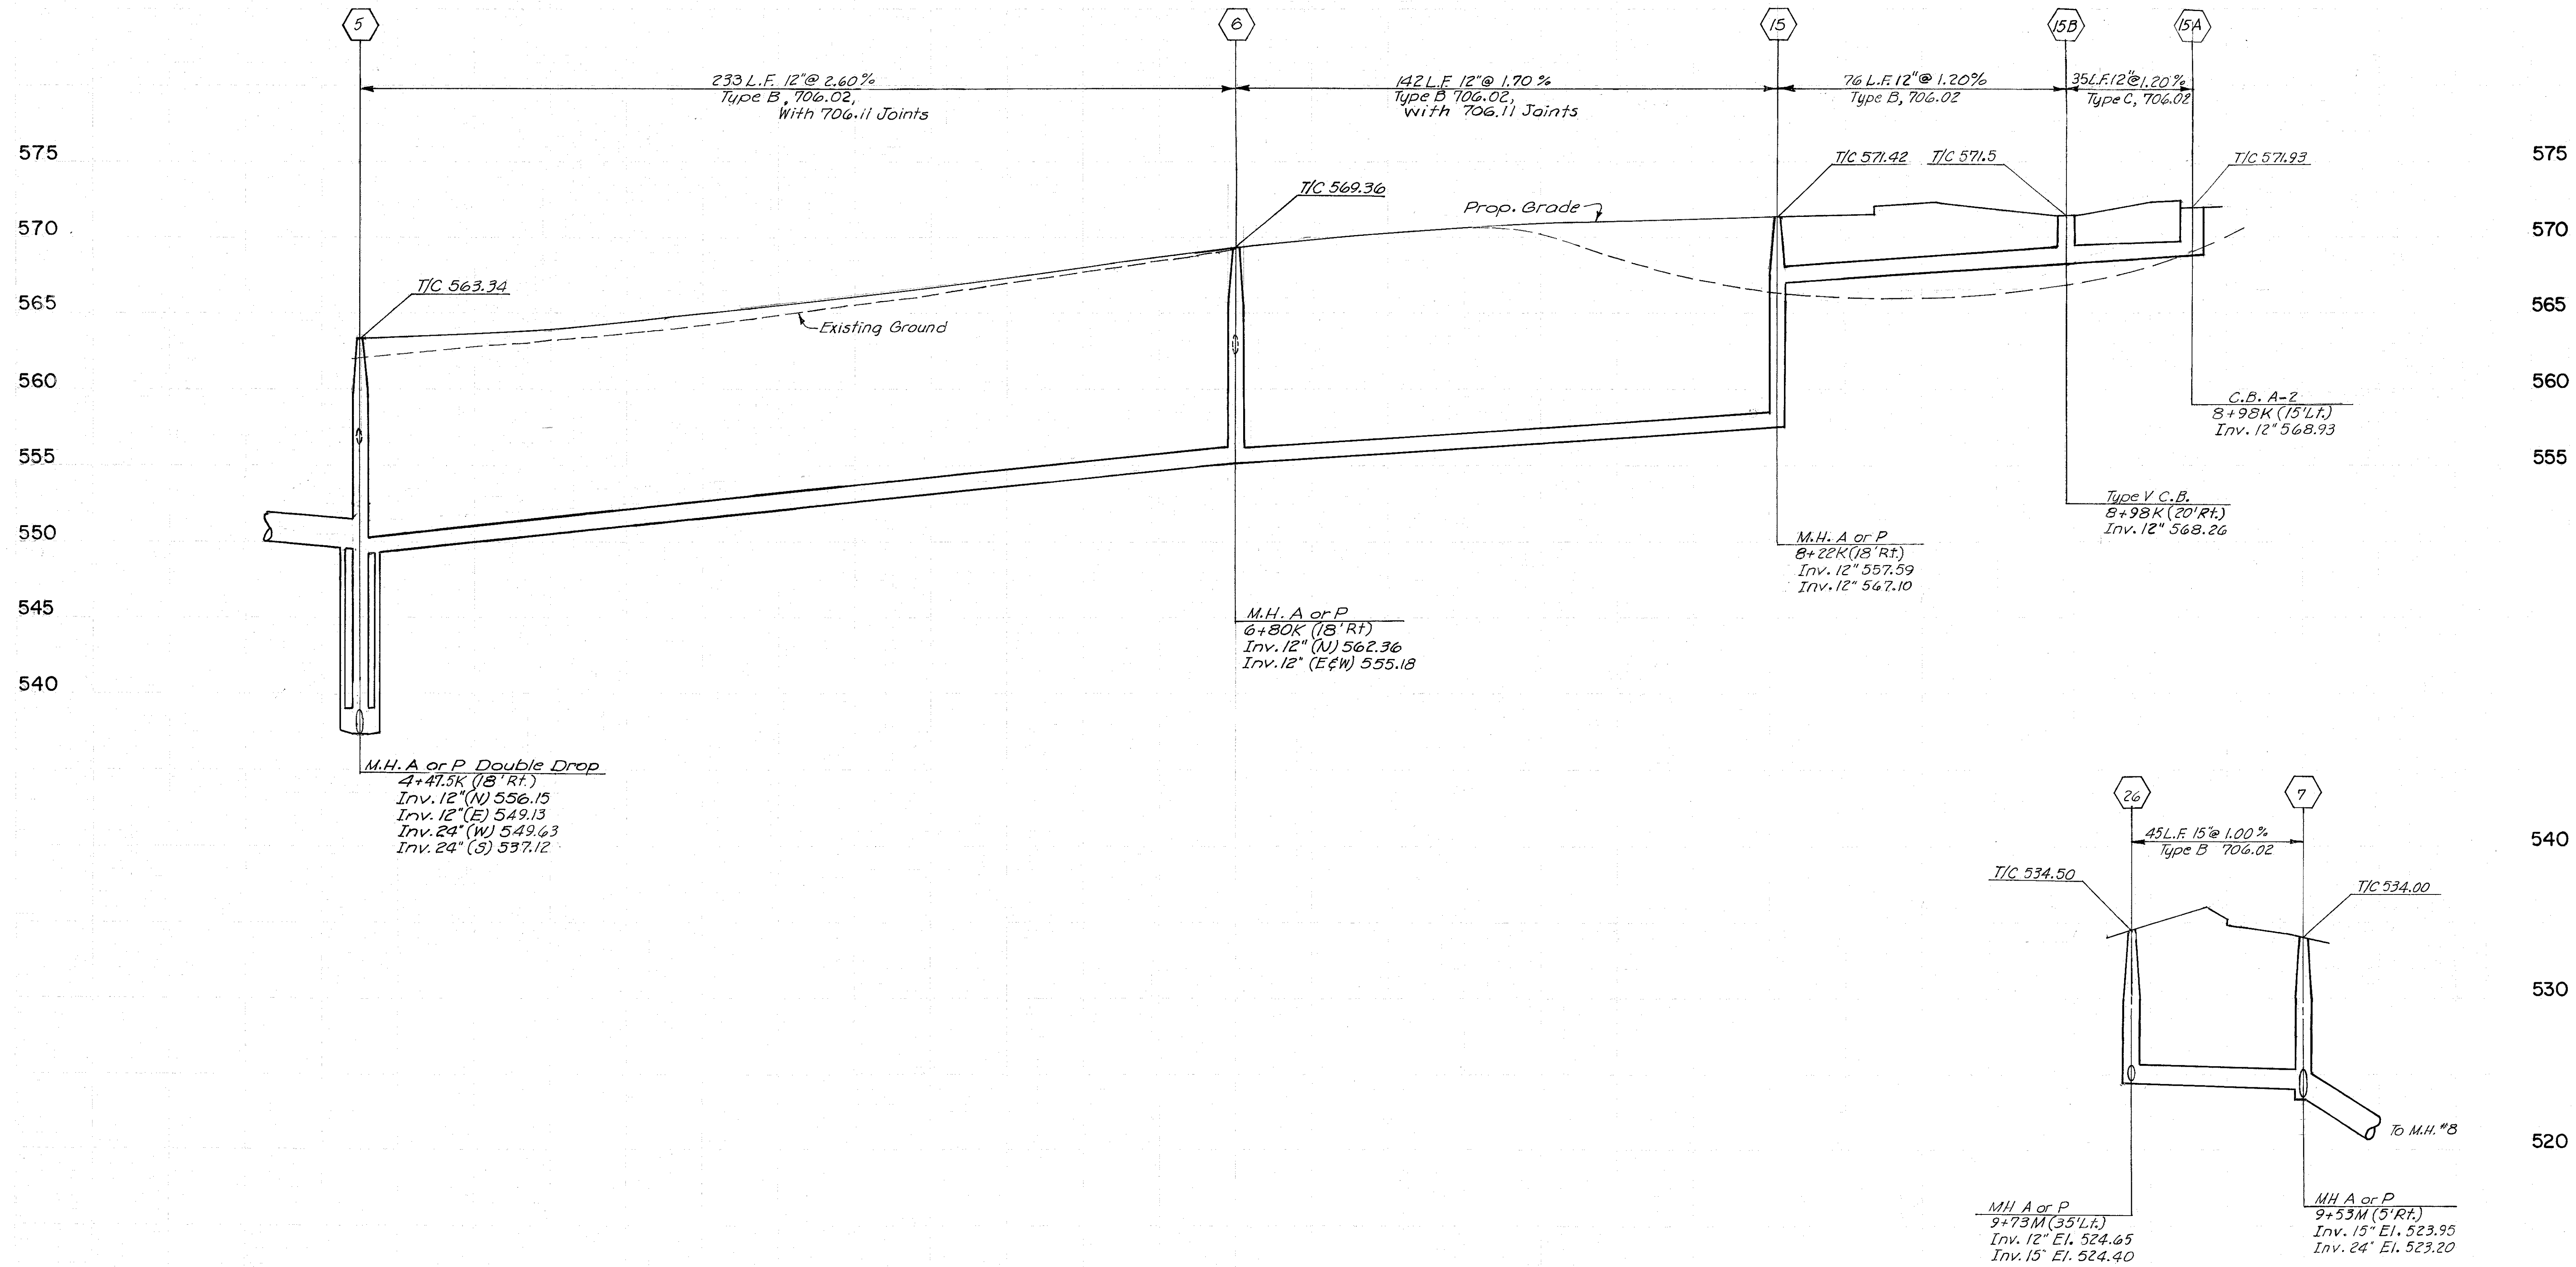 5
6
15
15B
15A
233 L.F. 12"@ 2.60%
Type B, 706.02,
With 706.11 Joints
142 L.F. 12"@ 1.70 %
Type B 706.02,
with 706.11 Joints
76 L.F. 12"@ 1.20%
Type B, 706.02
35L.F. 12"@1.20%
Type C, 706.02
575
575
T/C 571.42
T/C 571.5
T/C 571.93
T/C 569.36
Prop. Grade
570
570
T/C 563.34
565
565
Existing Ground
560
560
C.B. A-2
8+98K (15'Lt.)
Inv. 12" 568.93
555
555
Type V C.B.
8+98K (20'Rt.)
Inv. 12" 568.26
550
M.H. A or P
8+22K (18'Rt.)
Inv. 12" 557.59
Inv. 12" 567.10
545
M.H. A or P
6+80K (18'Rt)
Inv. 12" (N) 562.36
Inv. 12" (E&W) 555.18
540
M.H. A or P Double Drop
4+47.5K (18'Rt.)
Inv. 12" (N) 556.15
Inv. 12" (E) 549.13
Inv. 24" (W) 549.63
Inv. 24" (S) 537.12
26
7
45L.F. 15"@ 1.00%
Type B 706.02
540
T/C 534.50
T/C 534.00
530
To M.H. #8
520
MH A or P
9+73M (35'Lt.)
Inv. 12" El. 524.65
Inv. 15" El. 524.40
MH A or P
9+53M (5'Rt.)
Inv. 15" El. 523.95
Inv. 24" El. 523.20